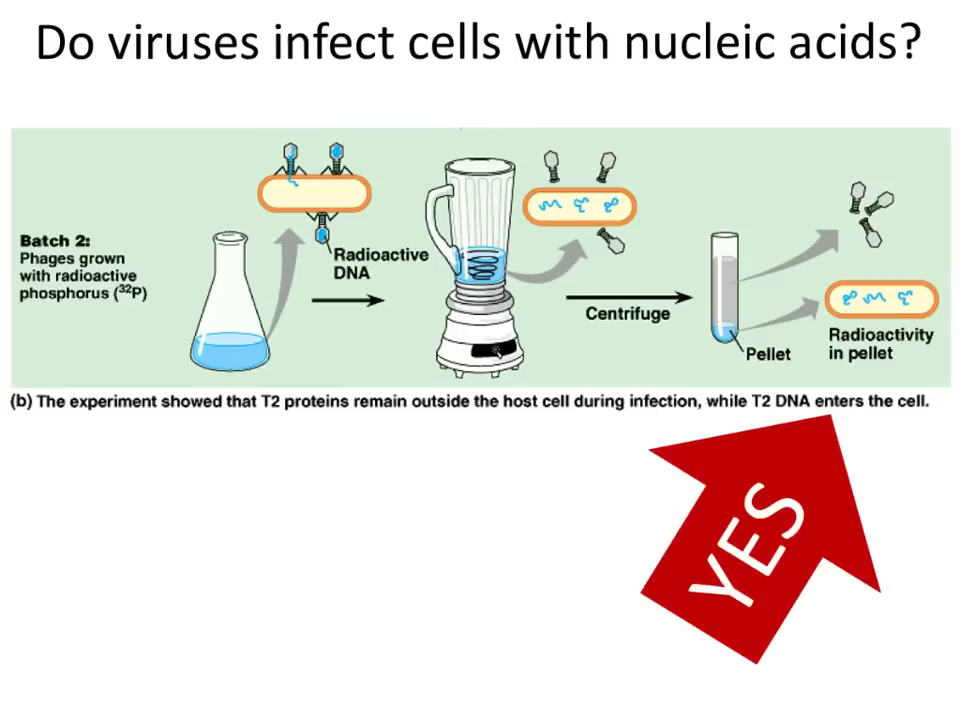 Do viruses infect cells with nucleic acids?
Batch 2:
Phages grown
with radioactive
phosphorus (³²P)
Radioactive
DNA
Centrifuge
Pellet
Radioactivity
in pellet
(b) The experiment showed that T2 proteins remain outside the host cell during infection, while T2 DNA enters the cell.
YES